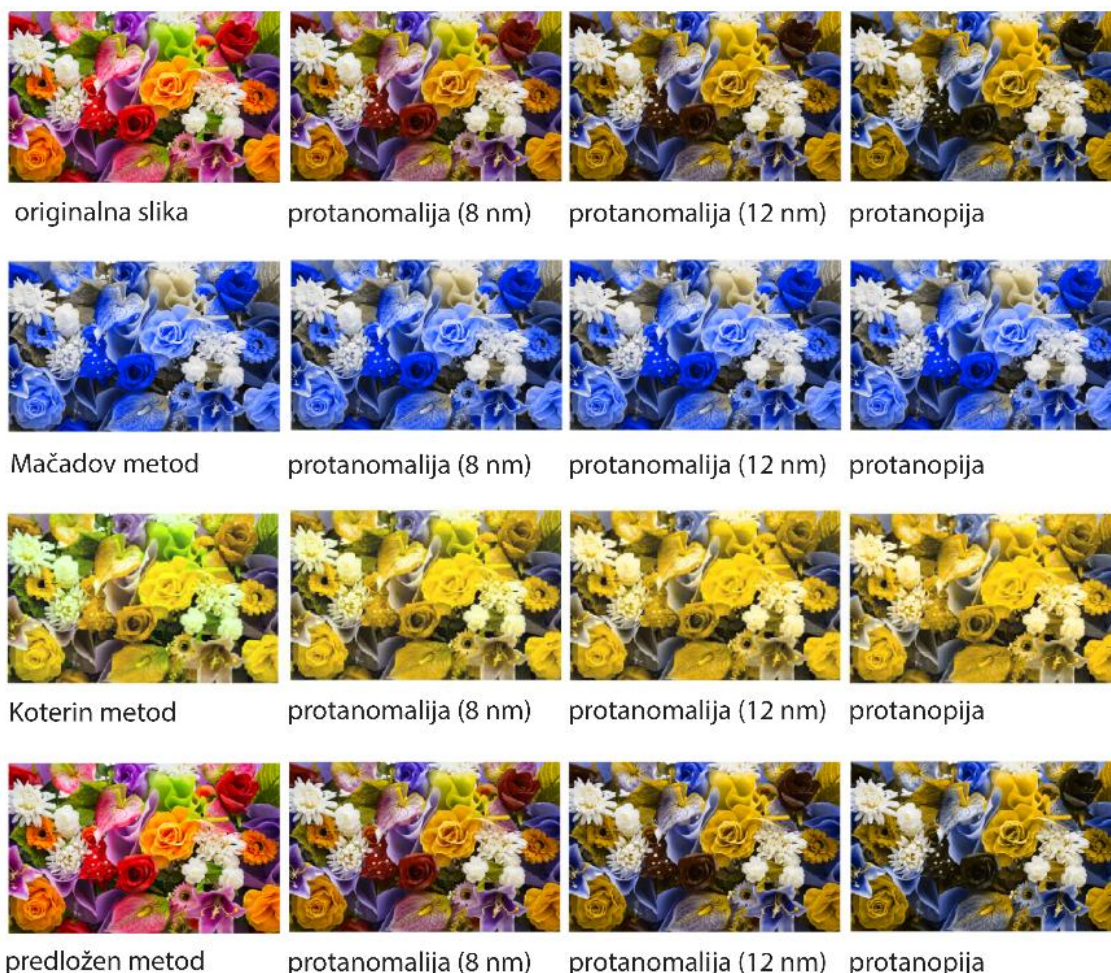 originalna slika protanomalija (8 nm) protanomalija (12 nm) protanopija
Mačadov metod protanomalija (8 nm) protanomalija (12 nm) protanopija
Koterin metod protanomalija (8 nm) protanomalija (12 nm) protanopija
predložen metod protanomalija (8 nm) protanomalija (12 nm) protanopija